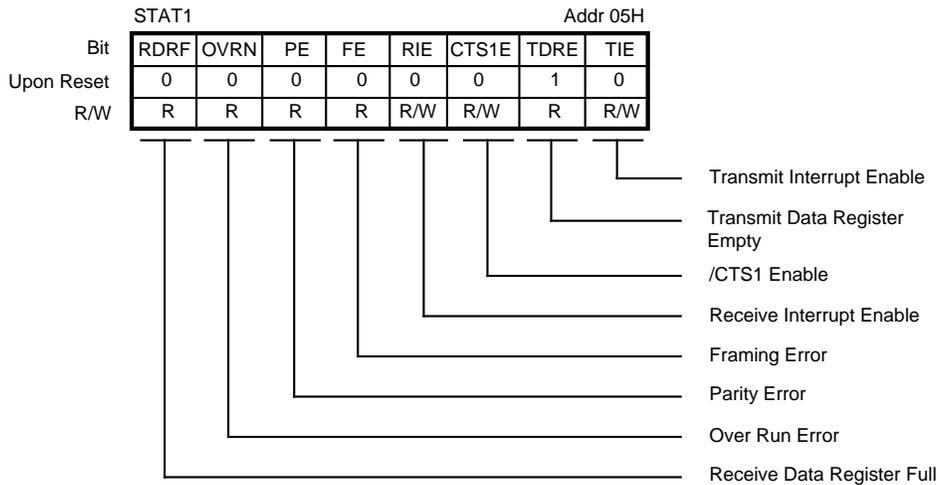 STAT1 Addr 05H
Bit RDRF OVRN PE FE RIE CTS1E TDRE TIE
Upon Reset 0 0 0 0 0 0 1 0
R/W R R R R R/W R/W R R/W
Transmit Interrupt Enable
Transmit Data Register
Empty
/CTS1 Enable
Receive Interrupt Enable
Framing Error
Parity Error
Over Run Error
Receive Data Register Full